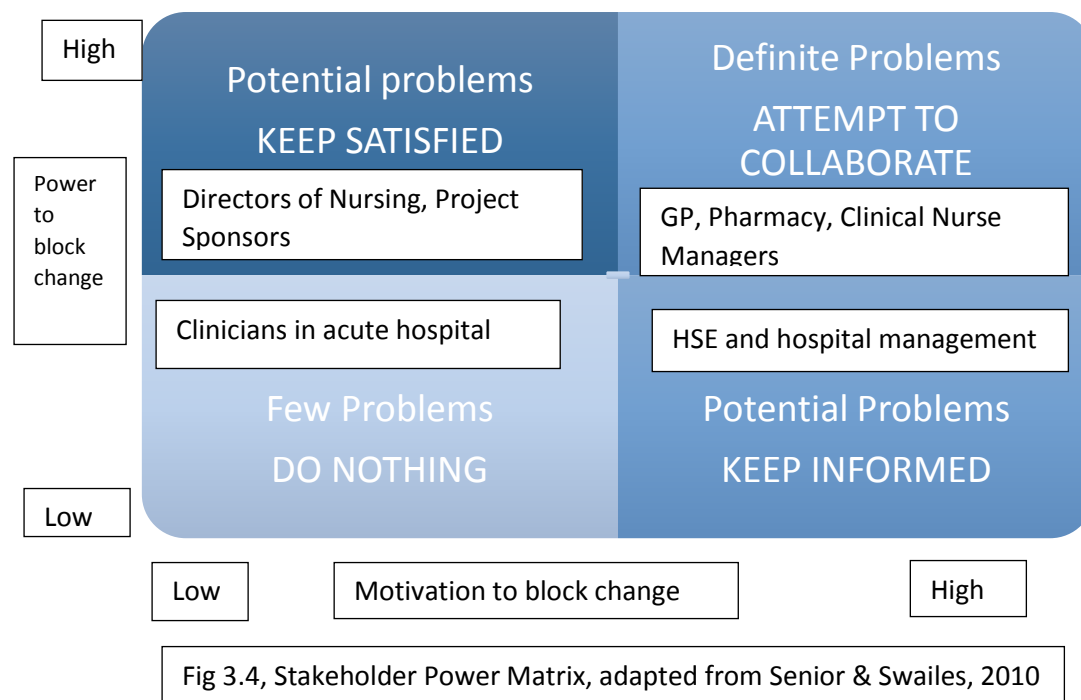 High
Potential problems
KEEP SATISFIED
Directors of Nursing, Project
Sponsors
Definite Problems
ATTEMPT TO
COLLABORATE
GP, Pharmacy, Clinical Nurse
Managers
Power
to
block
change
Clinicians in acute hospital
Few Problems
DO NOTHING
HSE and hospital management
Potential Problems
KEEP INFORMED
Low
Low
Motivation to block change
High
Fig 3.4, Stakeholder Power Matrix, adapted from Senior & Swailes, 2010